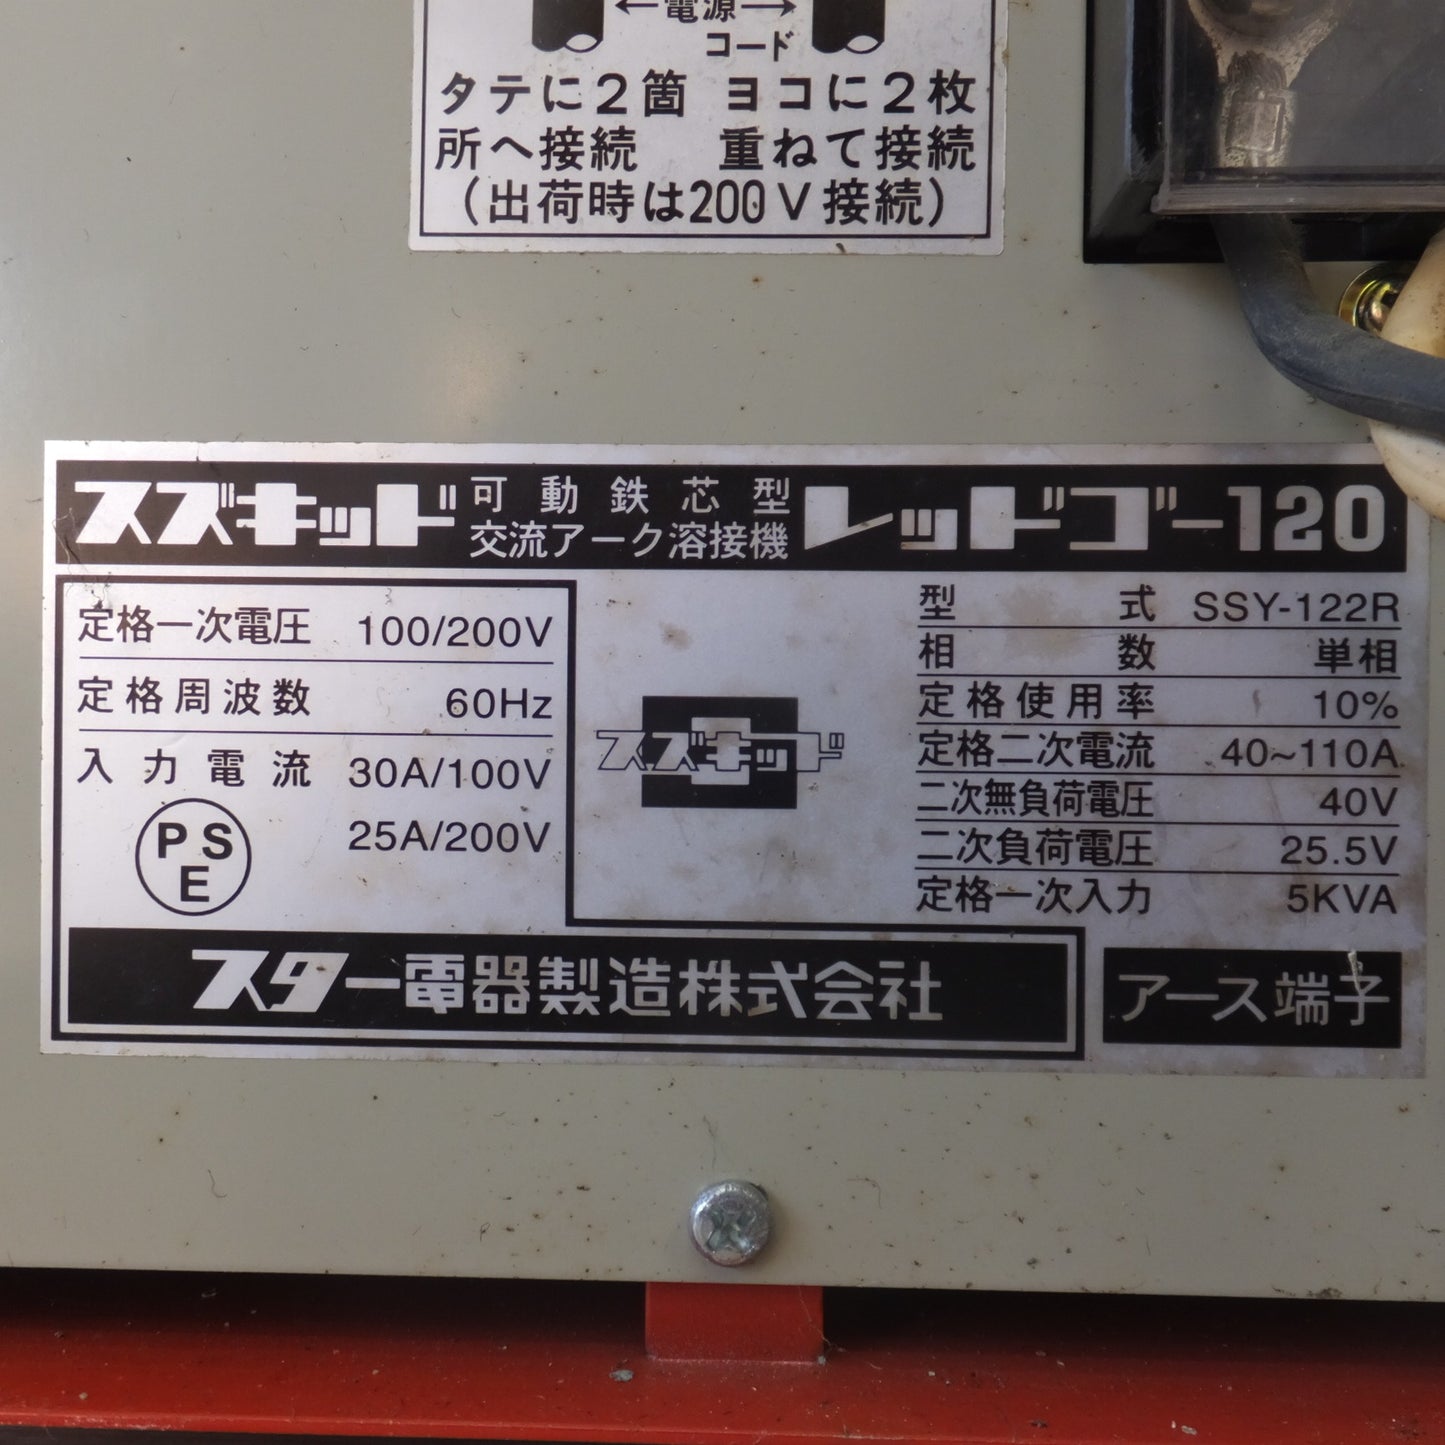 ←電源→
コード
タテに2箇 ヨコに2枚
所へ接続 重ねて接続
(出荷時は200V接続)
スズキッド 可動鉄芯型 交流アーク溶接機 レッドゴー120
定格一次電圧 100/200V
定格周波数 60Hz
入力電流 30A/100V
25A/200V
PSE
スズキッド
型式 SSY-122R
相数 単相
定格使用率 10%
定格二次電流 40~110A
二次無負荷電圧 40V
二次負荷電圧 25.5V
定格一次入力 5KVA
スター電器製造株式会社
アース端子